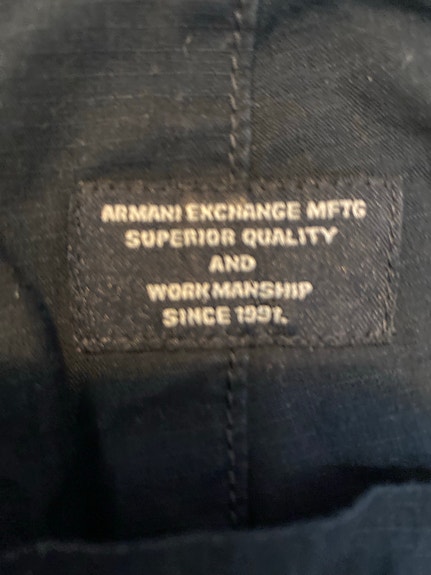 ARMANI EXCHANGE MFTG
SUPERIOR QUALITY
AND
WORKMANSHIP
SINCE 1991.